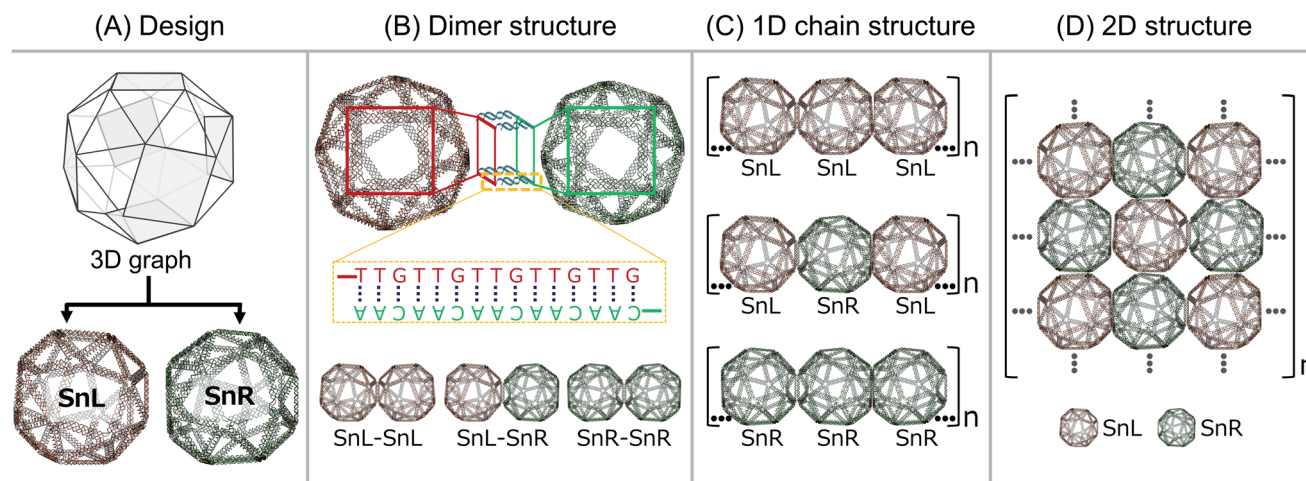 (A) Design
(B) Dimer structure
(C) 1D chain structure
(D) 2D structure
3D graph
SnL
SnR
TTGTTGTTGTTGTTG
AACAACAACAACAAC
SnL-SnL
SnL-SnR
SnR-SnR
n
SnL
SnL
SnL
n
SnL
SnR
SnL
n
SnR
SnR
SnR
n
SnL
SnR